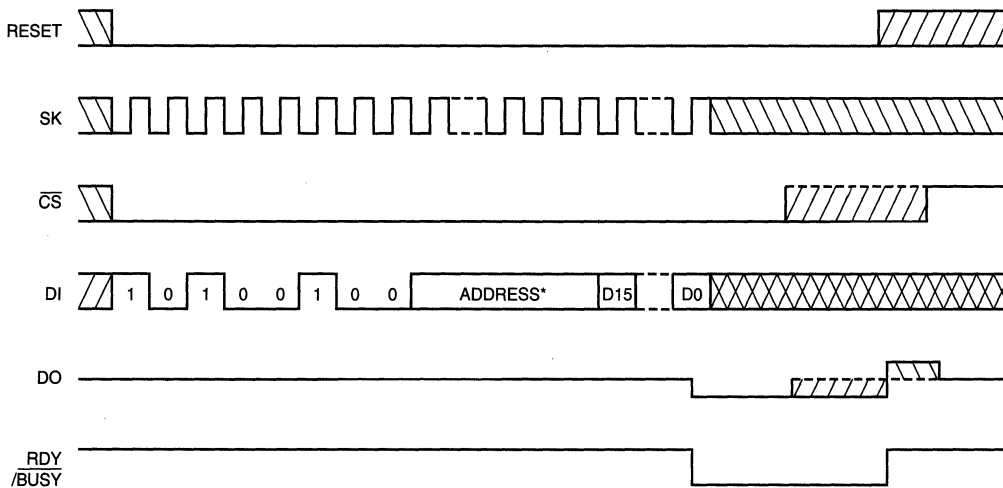 RESET
SK
CS
DI 1 0 1 0 0 1 0 0 ADDRESS* D15 D0
DO
RDY
/BUSY